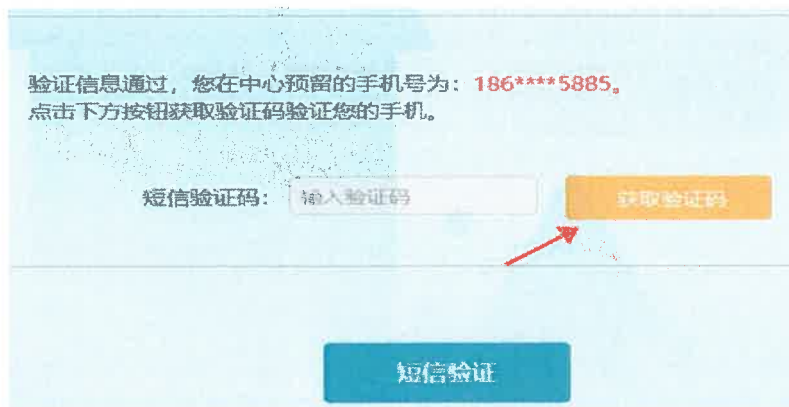 验证信息通过，您在中心预留的手机号为：186****5885。
点击下方按钮获取验证码验证您的手机。
短信验证码： 输入验证码 获取验证码
短信验证